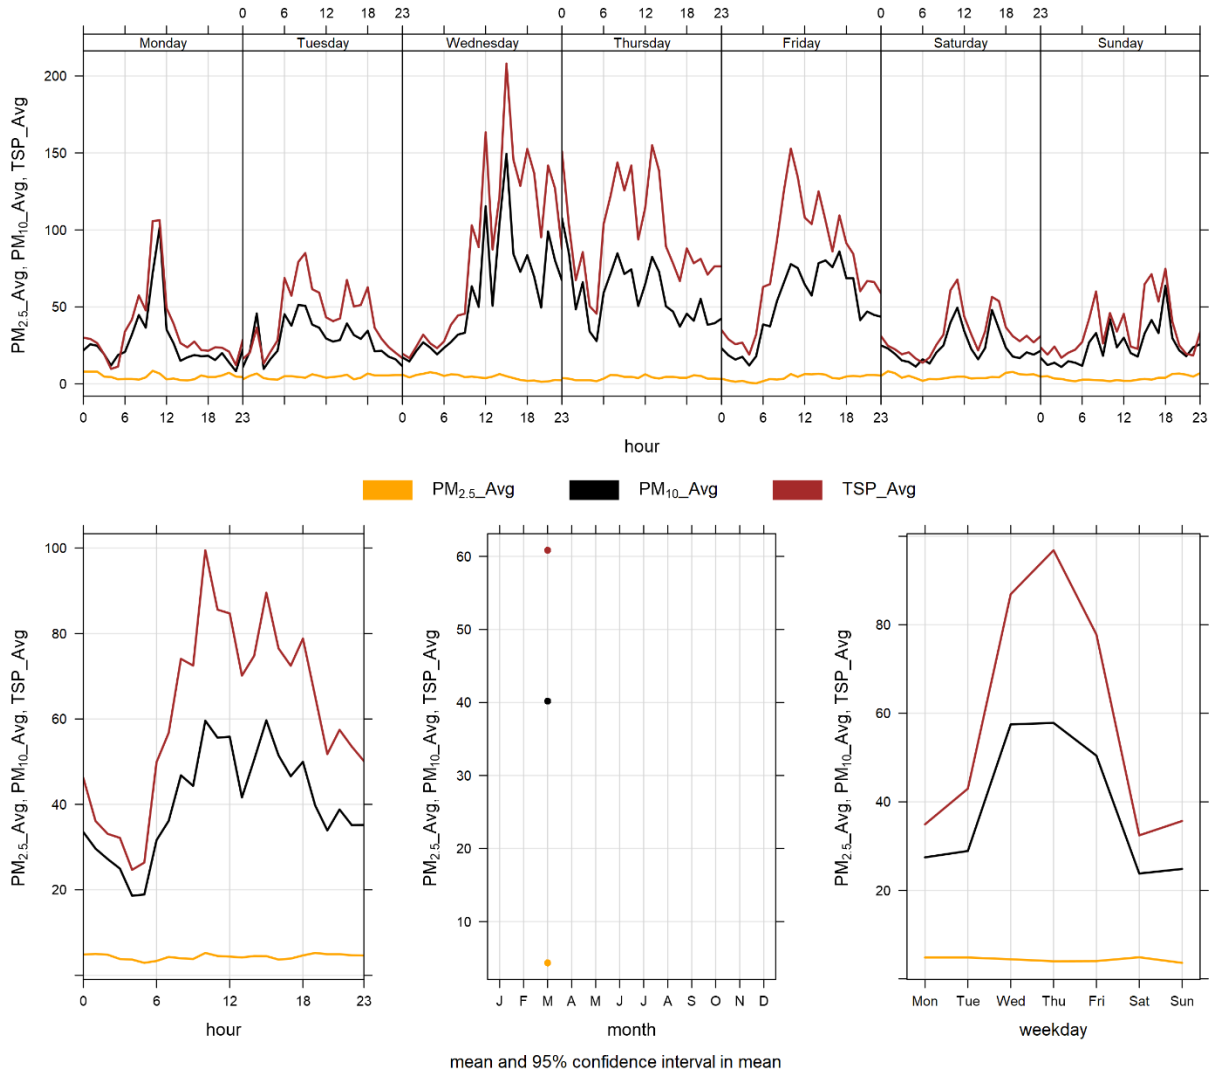 0 6 12 18 23 0 6 12 18 23 0 6 12 18 23
Monday Tuesday Wednesday Thursday Friday Saturday Sunday
PM2.5_Avg, PM10_Avg, TSP_Avg
200
150
100
50
0
0 6 12 18 23 0 6 12 18 23 0 6 12 18 23 0 6 12 18 23
hour
PM2.5_Avg PM10_Avg TSP_Avg
PM2.5_Avg, PM10_Avg, TSP_Avg
100
80
60
40
20
0 6 12 18 23
hour
PM2.5_Avg, PM10_Avg, TSP_Avg
60
50
40
30
20
10
J F M A M J J A S O N D
month
PM2.5_Avg, PM10_Avg, TSP_Avg
80
60
40
20
Mon Tue Wed Thu Fri Sat Sun
weekday
mean and 95% confidence interval in mean